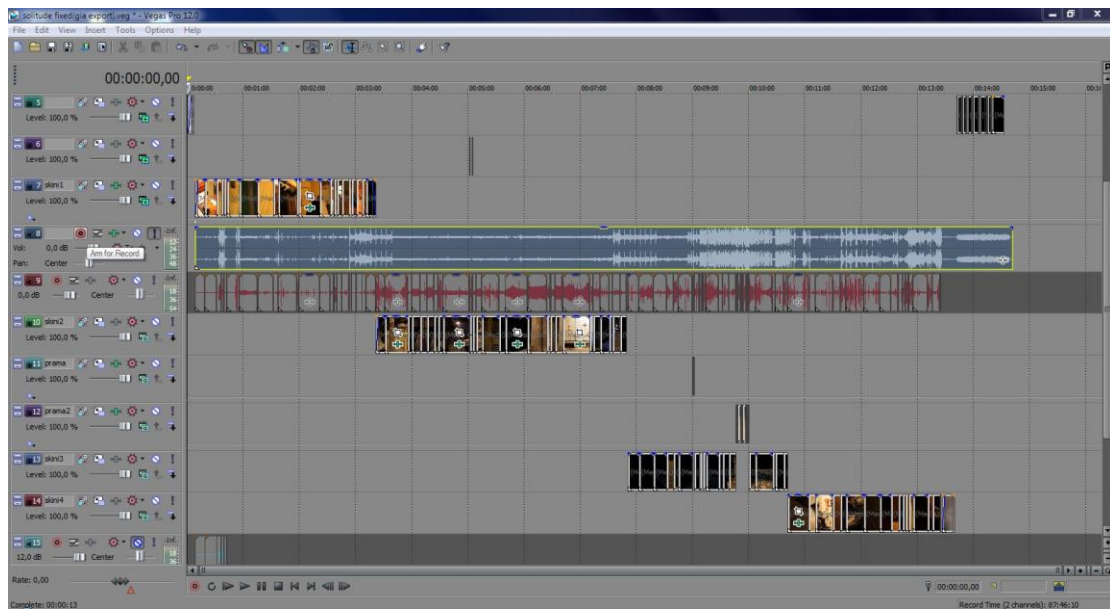 solitude fixed(gia export).veg * - Vegas Pro 12.0
File Edit View Insert Tools Options Help
00:00:00,00
0:00:00 00:01:00 00:02:00 00:03:00 00:04:00 00:05:00 00:06:00 00:07:00 00:08:00 00:09:00 00:10:00 00:11:00 00:12:00 00:13:00 00:14:00 00:15:00
5
Level: 100,0 %
6
Level: 100,0 %
7 skini1
Level: 100,0 %
8
Vol: 0,0 dB
Arm for Record
Pan: Center
9
0,0 dB Center
10 skini2
Level: 100,0 %
11 prama
Level: 100,0 %
12 prama2
Level: 100,0 %
13 skini3
Level: 100,0 %
14 skini4
Level: 100,0 %
15
12,0 dB Center
Rate: 0,00
00:00:00,00
Complete: 00:00:13
Record Time (2 channels): 87:46:10